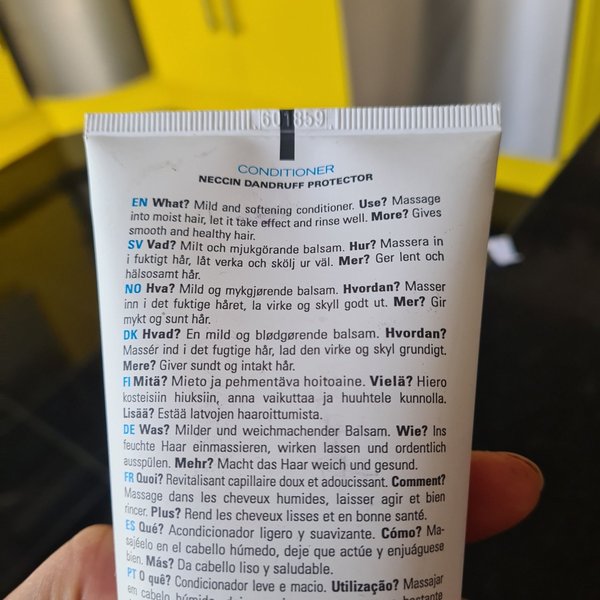 601859
CONDITIONER
NECCIN DANDRUFF PROTECTOR
EN What? Mild and softening conditioner. Use? Massage
into moist hair, let it take effect and rinse well. More? Gives
smooth and healthy hair.
SV Vad? Milt och mjukgörande balsam. Hur? Massera in
i fuktigt hår, låt verka och skölj ur väl. Mer? Ger lent och
hälsosamt hår.
NO Hva? Mild og mykgjørende balsam. Hvordan? Masser
inn i det fuktige håret, la virke og skyll godt ut. Mer? Gir
mykt og sunt hår.
DK Hvad? En mild og blødgørende balsam. Hvordan?
Massér ind i det fugtige hår, lad den virke og skyl grundigt.
Mere? Giver sundt og intakt hår.
FI Mitä? Mieto ja pehmentävä hoitoaine. Vielä? Hiero
kosteisiin hiuksiin, anna vaikuttaa ja huuhtele kunnolla.
Lisää? Estää latvojen haaroittumista.
DE Was? Milder und weichmachender Balsam. Wie? Ins
feuchte Haar einmassieren, wirken lassen und ordentlich
ausspülen. Mehr? Macht das Haar weich und gesund.
FR Quoi? Revitalisant capillaire doux et adoucissant. Comment?
Massage dans les cheveux humides, laisser agir et bien
rincer. Plus? Rend les cheveux lisses et en bonne santé.
ES Qué? Acondicionador ligero y suavizante. Cómo? Ma-
sajéelo en el cabello húmedo, deje que actúe y enjuáguese
bien. Más? Da cabello liso y saludable.
PT O quê? Condicionador leve e macio. Utilização? Massajar
em cabelo húmido,